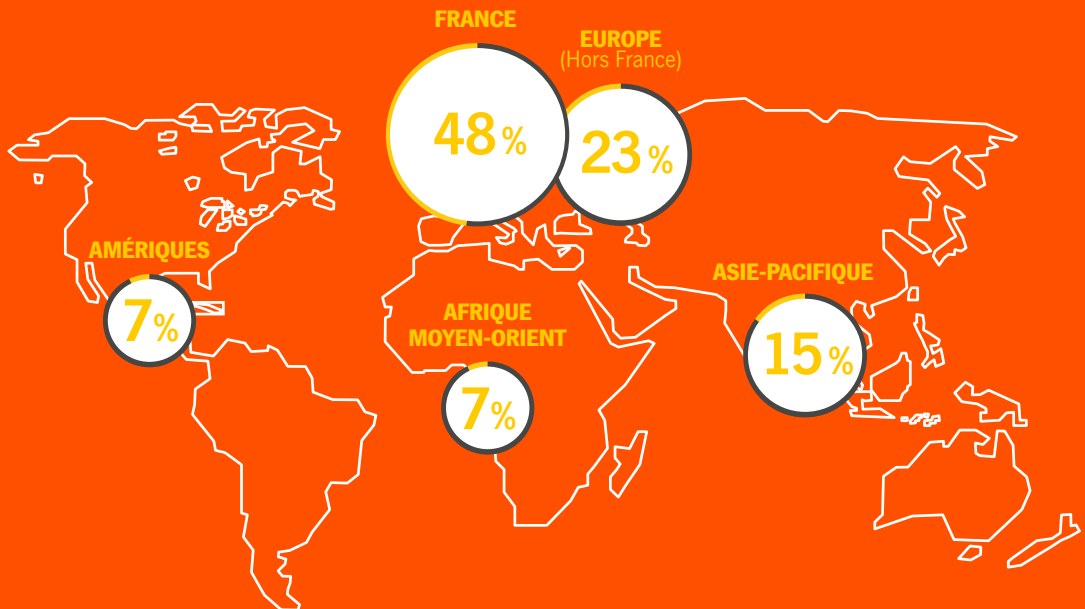 FRANCE
48 %
EUROPE
(Hors France)
23 %
AMÉRIQUES
7 %
AFRIQUE
MOYEN-ORIENT
7 %
ASIE-PACIFIQUE
15 %